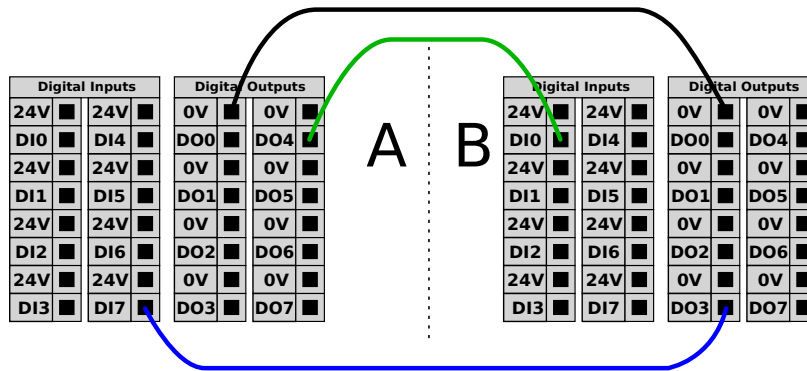 Digital Inputs Digital Outputs Digital Inputs Digital Outputs
24V 24V 0V 0V A B 24V 24V 0V 0V
DI0 DI4 DO0 DO4 DI0 DI4 DO0 DO4
24V 24V 0V 0V 24V 24V 0V 0V
DI1 DI5 DO1 DO5 DI1 DI5 DO1 DO5
24V 24V 0V 0V 24V 24V 0V 0V
DI2 DI6 DO2 DO6 DI2 DI6 DO2 DO6
24V 24V 0V 0V 24V 24V 0V 0V
DI3 DI7 DO3 DO7 DI3 DI7 DO3 DO7